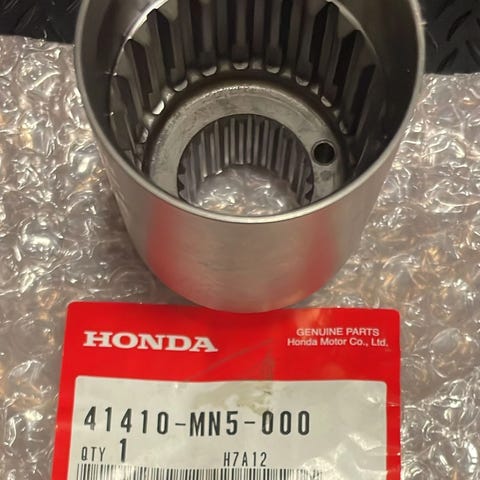 HONDA
GENUINE PARTS
Honda Motor Co., Ltd.
41410-MN5-000
QTY 1 H7A12